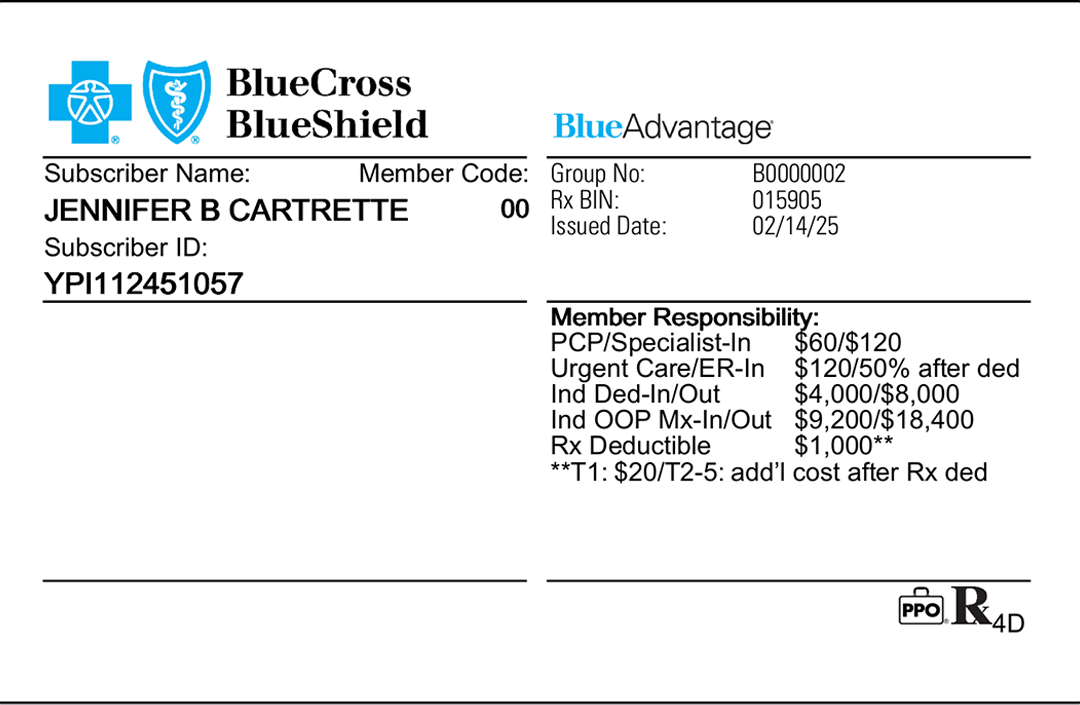 BlueCross
BlueShield
BlueAdvantage®
Subscriber Name: Member Code:
JENNIFER B CARTRETTE 00
Subscriber ID:
YPI112451057
Group No: B0000002
Rx BIN: 015905
Issued Date: 02/14/25
Member Responsibility:
PCP/Specialist-In $60/$120
Urgent Care/ER-In $120/50% after ded
Ind Ded-In/Out $4,000/$8,000
Ind OOP Mx-In/Out $9,200/$18,400
Rx Deductible $1,000**
**T1: $20/T2-5: add’l cost after Rx ded
PPO® Rx 4D